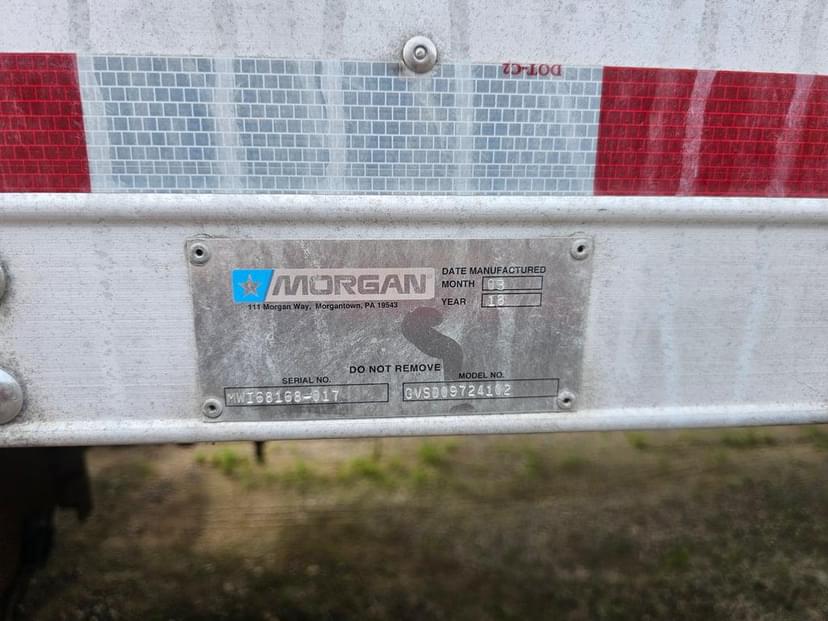 DOT-C2
MORGAN
111 Morgan Way, Morgantown, PA 19543
DATE MANUFACTURED
MONTH 03
YEAR 18
DO NOT REMOVE
SERIAL NO. MODEL NO.
MWI68168-017 GVSD09724102